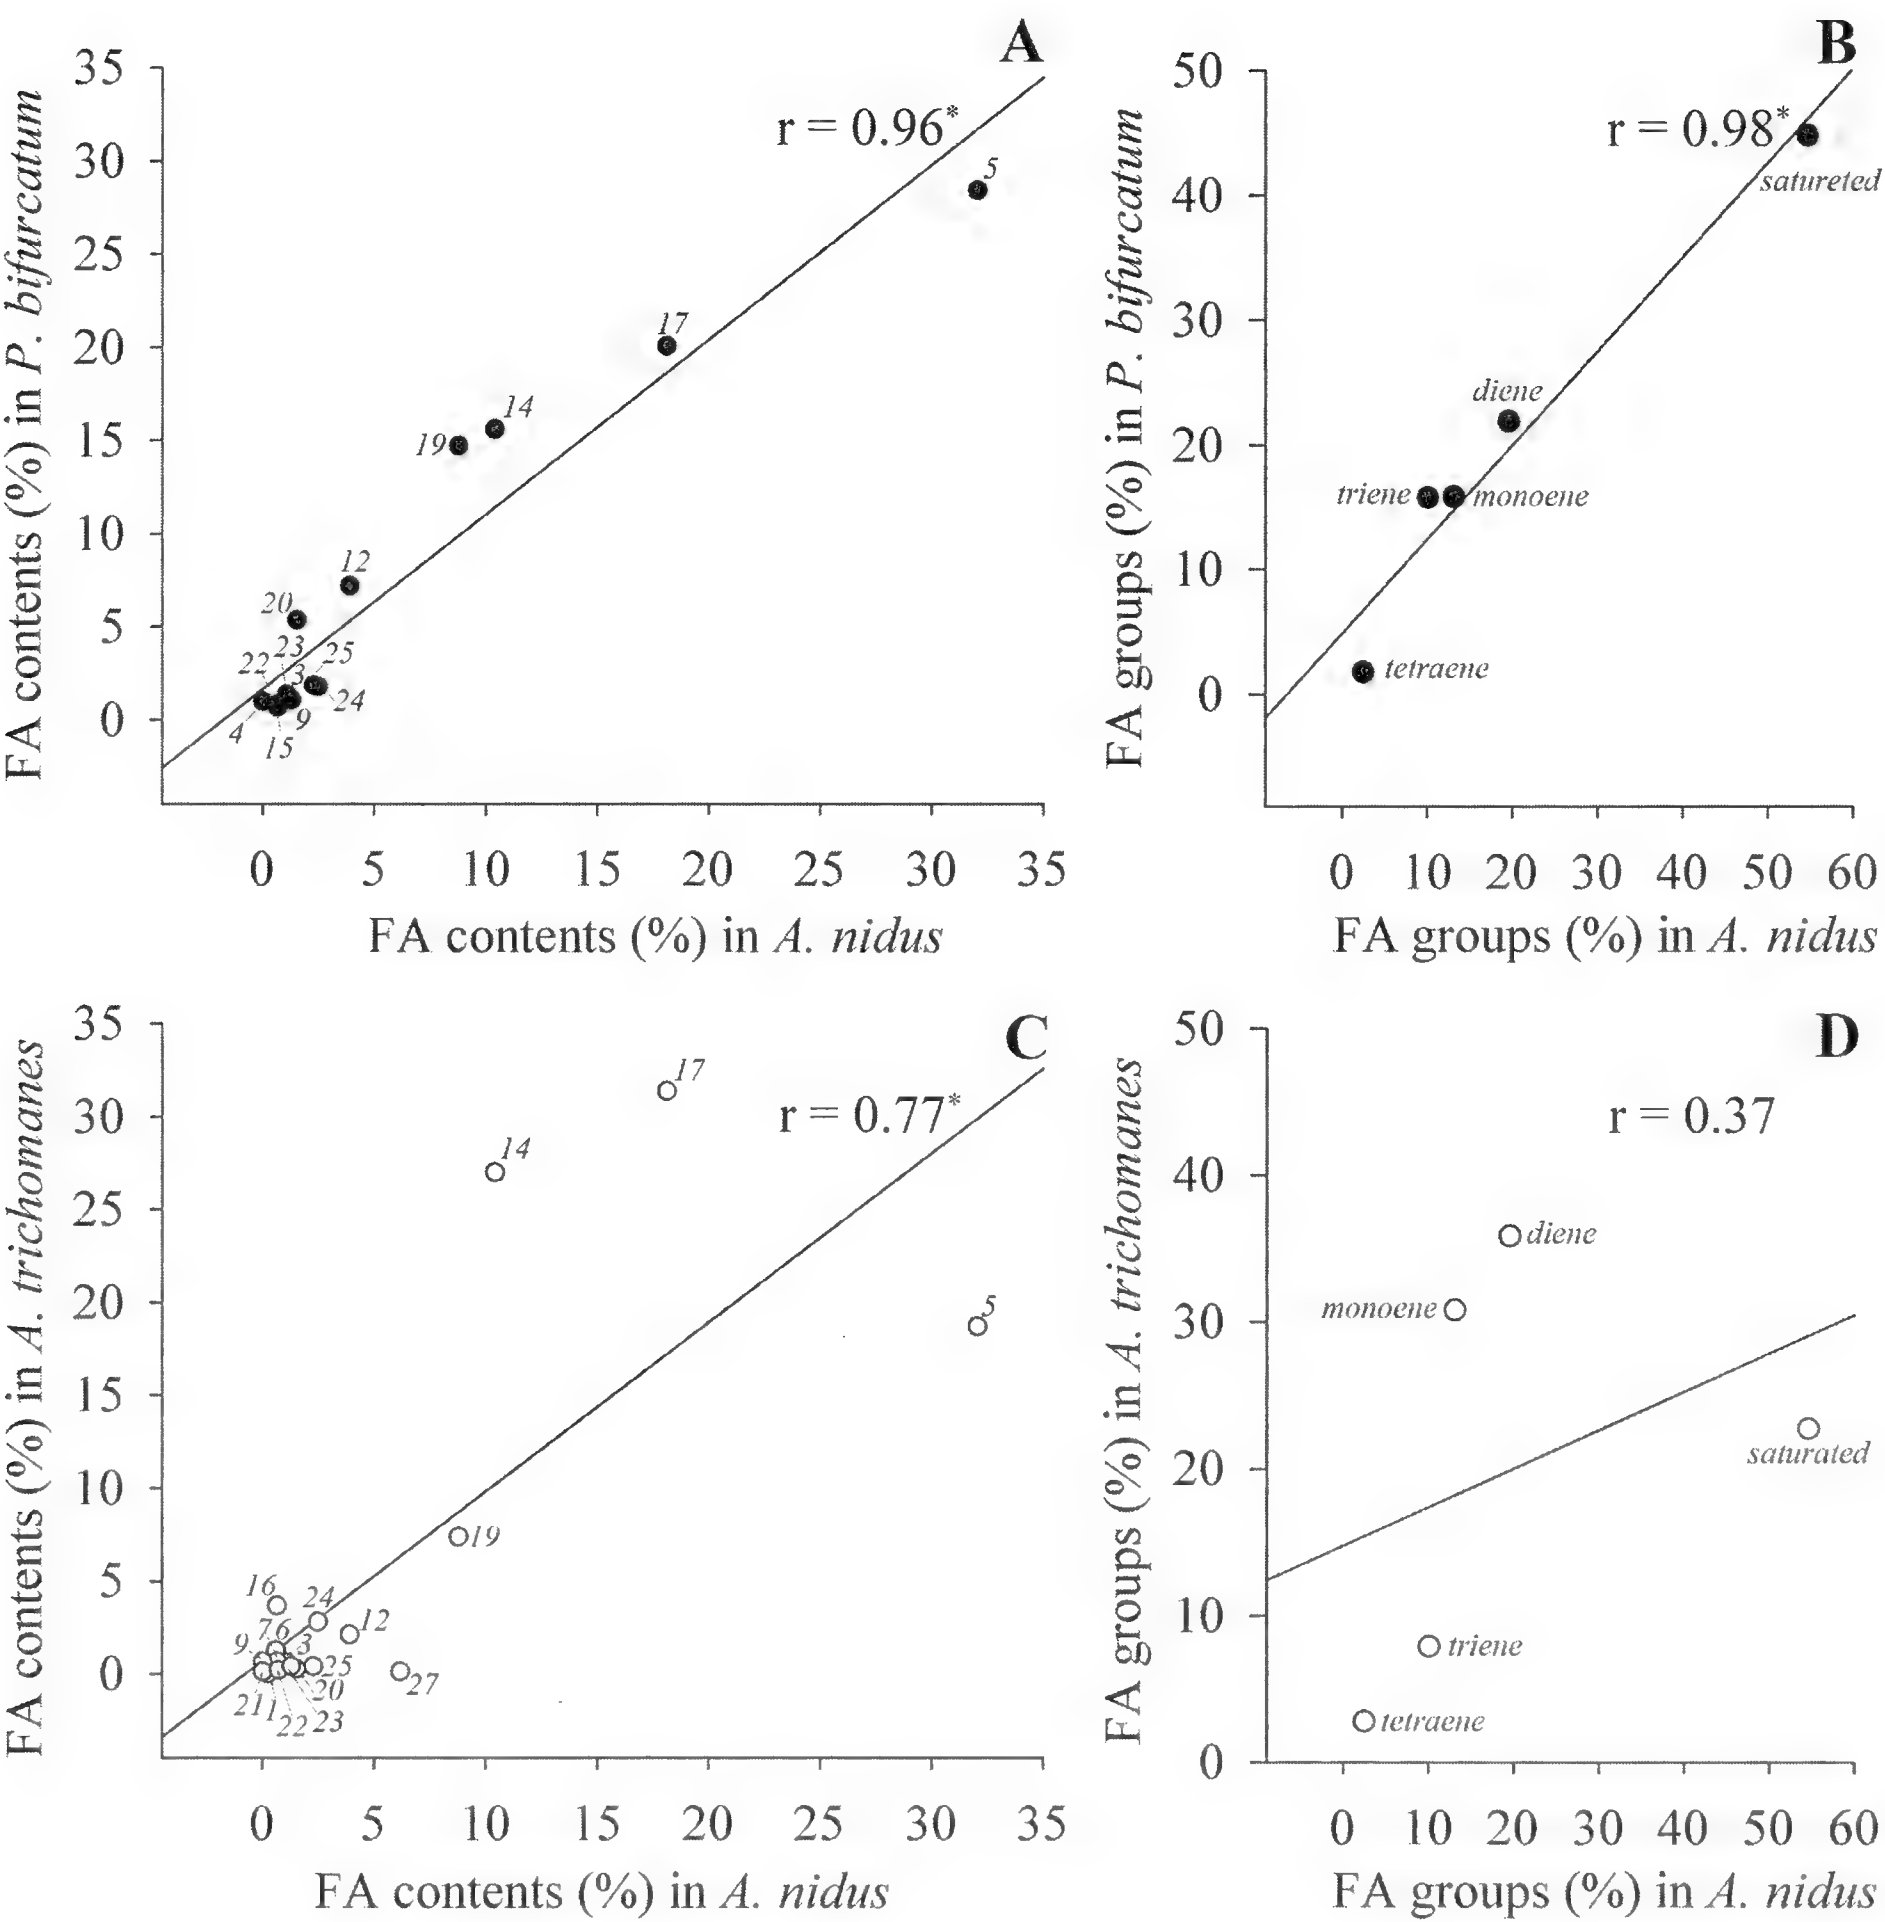 A
35
30
25
20
15
10
5
0
FA contents (%) in P. bifurcatum
r = 0.96*
5
17
14
19
12
20
23
25
22
3
24
4
9
15
0 5 10 15 20 25 30 35
FA contents (%) in A. nidus
B
50
40
30
20
10
0
FA groups (%) in P. bifurcatum
r = 0.98*
satureted
diene
triene
monoene
tetraene
0 10 20 30 40 50 60
FA groups (%) in A. nidus
C
35
30
25
20
15
10
5
0
FA contents (%) in A. trichomanes
r = 0.77*
17
14
5
19
16
24
12
76
9
3
25
27
20
21
1
22
23
0 5 10 15 20 25 30 35
FA contents (%) in A. nidus
D
50
40
30
20
10
0
FA groups (%) in A. trichomanes
r = 0.37
diene
monoene
saturated
triene
tetraene
0 10 20 30 40 50 60
FA groups (%) in A. nidus